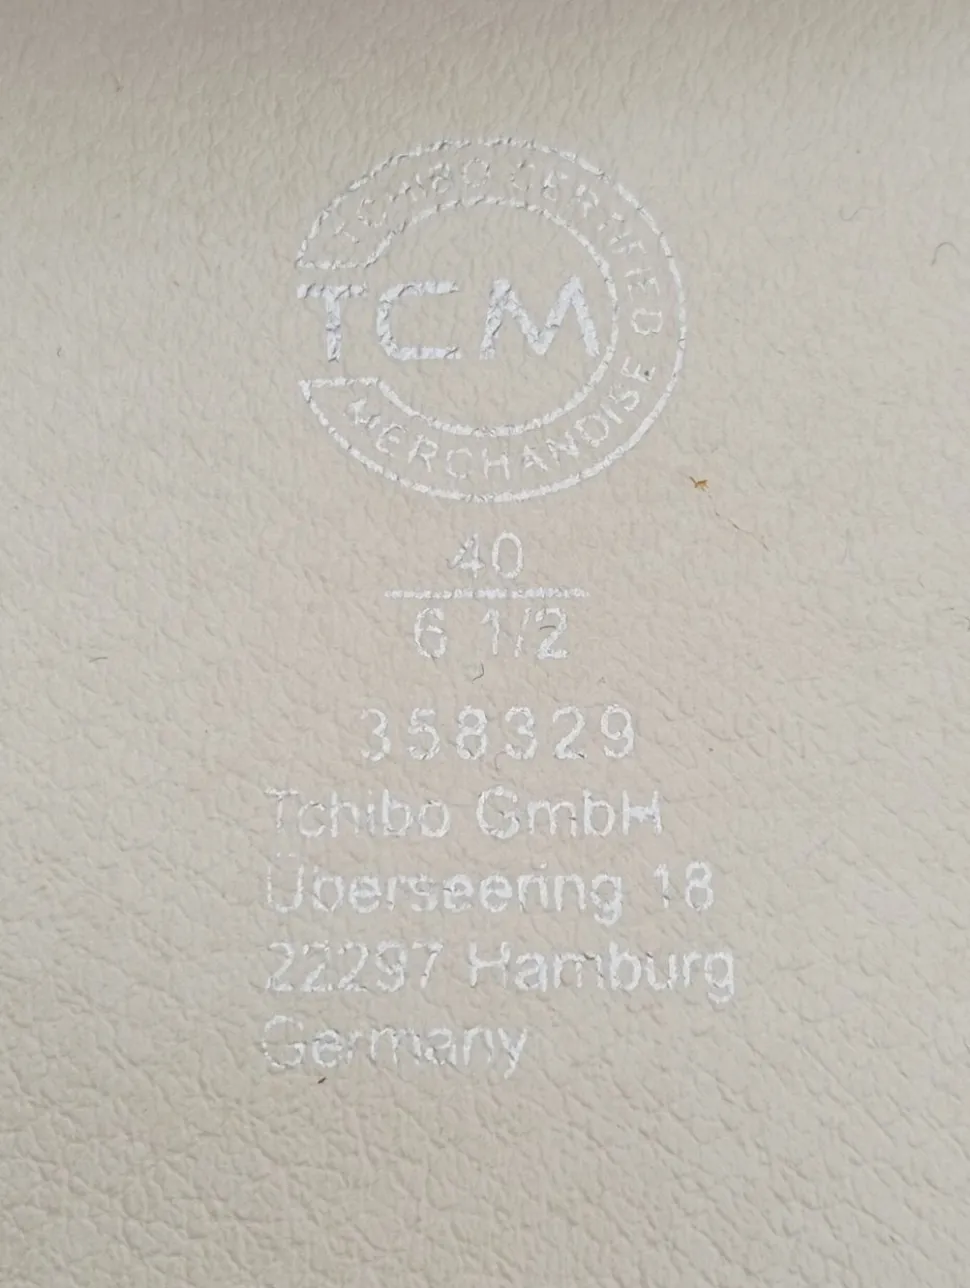 TCHIBO CERTIFIED
TCM
MERCHANDISE
40
6 1/2
358329
Tchibo GmbH
Überseering 18
22297 Hamburg
Germany